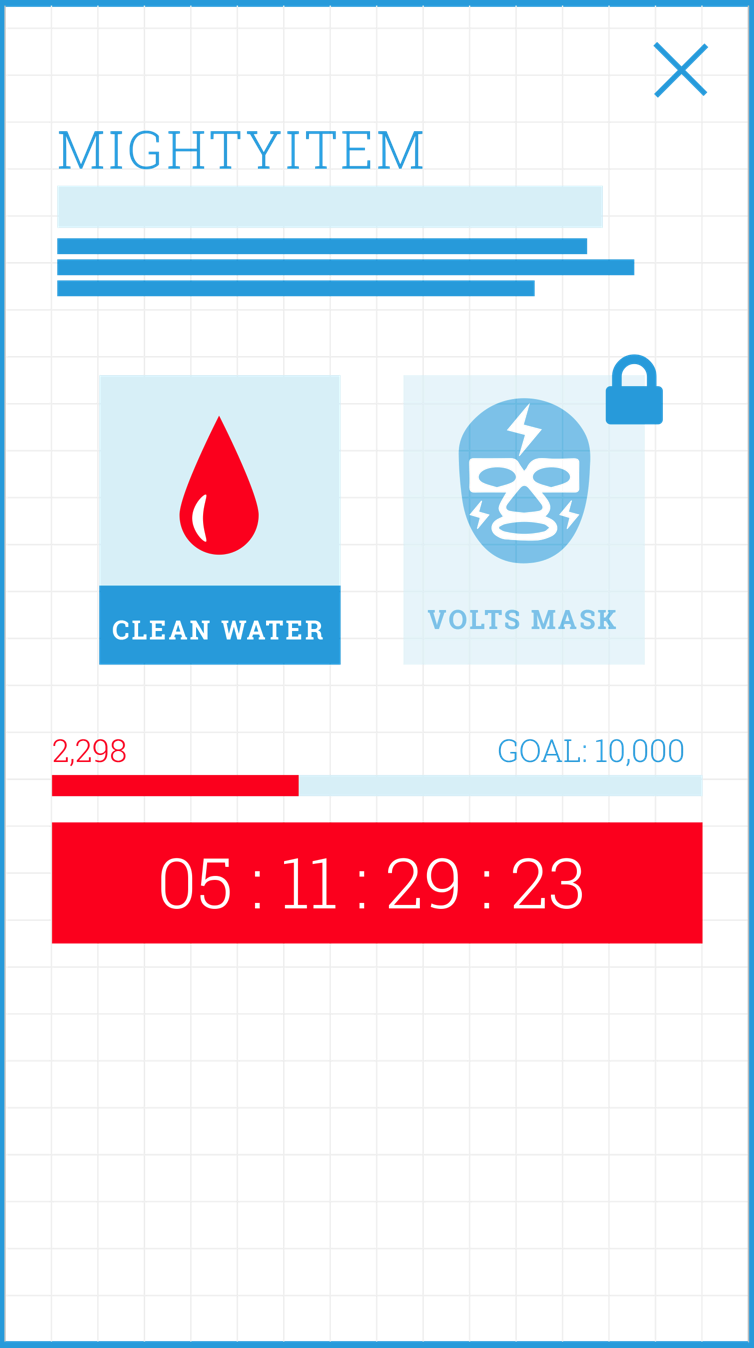 MIGHTYITEM
CLEAN WATER
VOLTS MASK
2,298
GOAL: 10,000
05 : 11 : 29 : 23